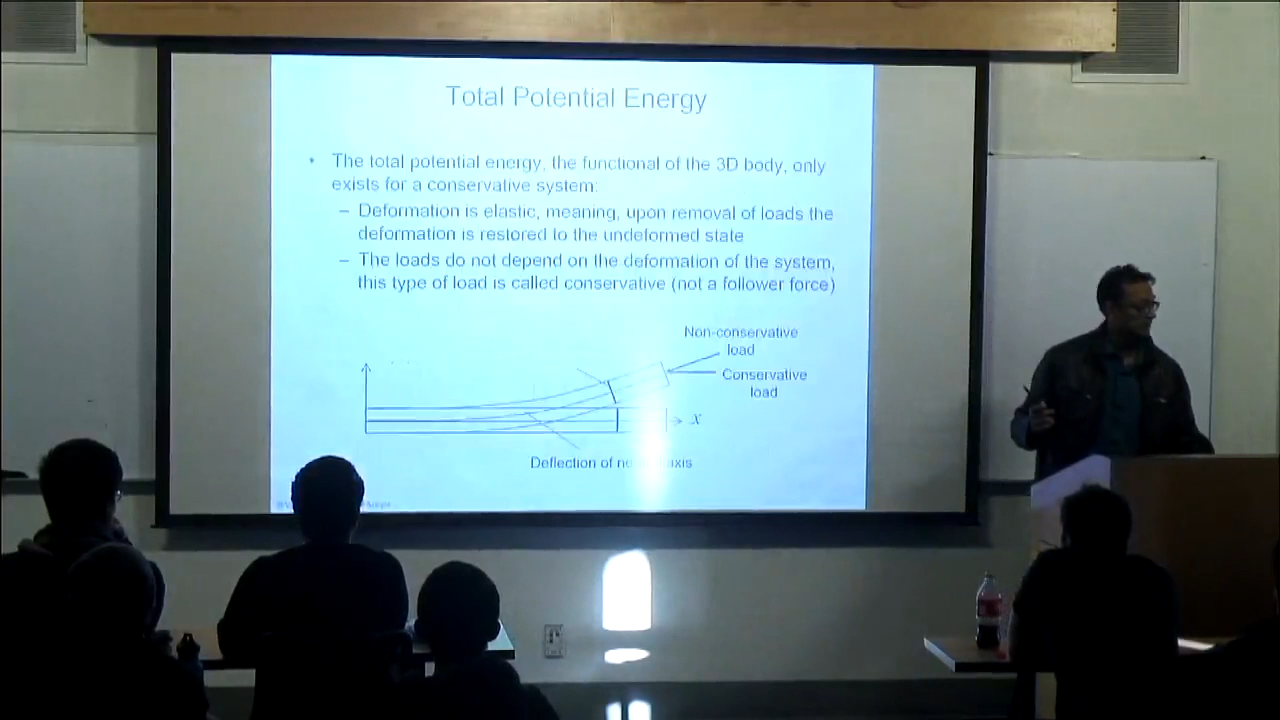 Total Potential Energy
• The total potential energy, the functional of the 3D body, only
exists for a conservative system:
– Deformation is elastic, meaning, upon removal of loads the
deformation is restored to the undeformed state
– The loads do not depend on the deformation of the system,
this type of load is called conservative (not a follower force)
Non-conservative
load
Conservative
load
x
Deflection of